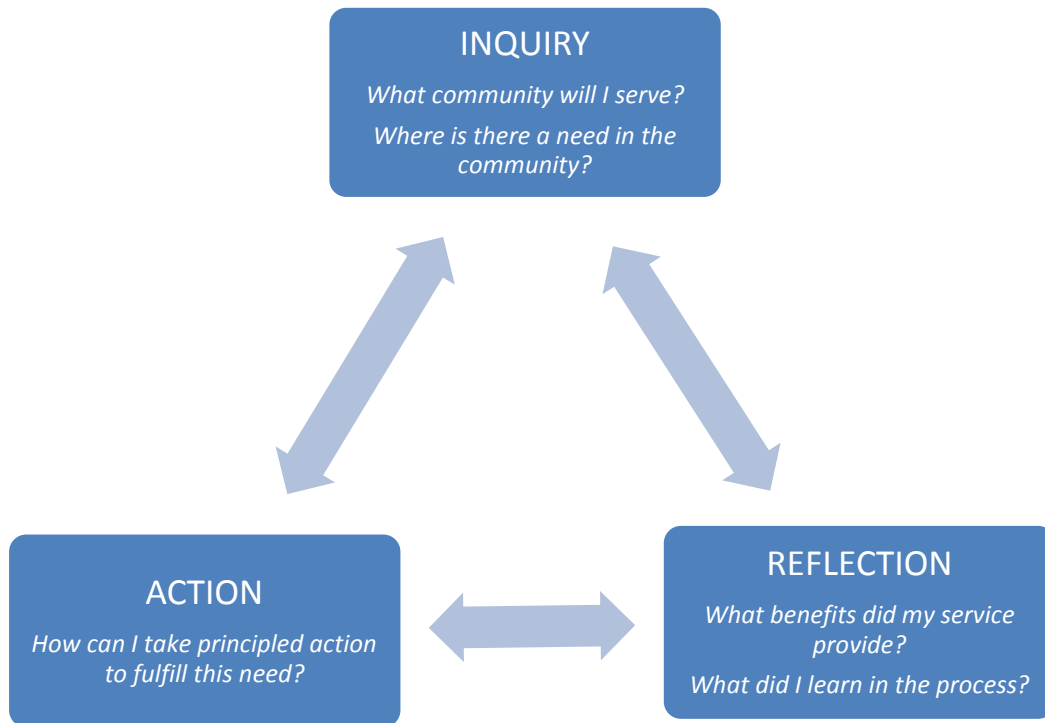 INQUIRY
What community will I serve?
Where is there a need in the
community?
ACTION
How can I take principled action
to fulfill this need?
REFLECTION
What benefits did my service
provide?
What did I learn in the process?